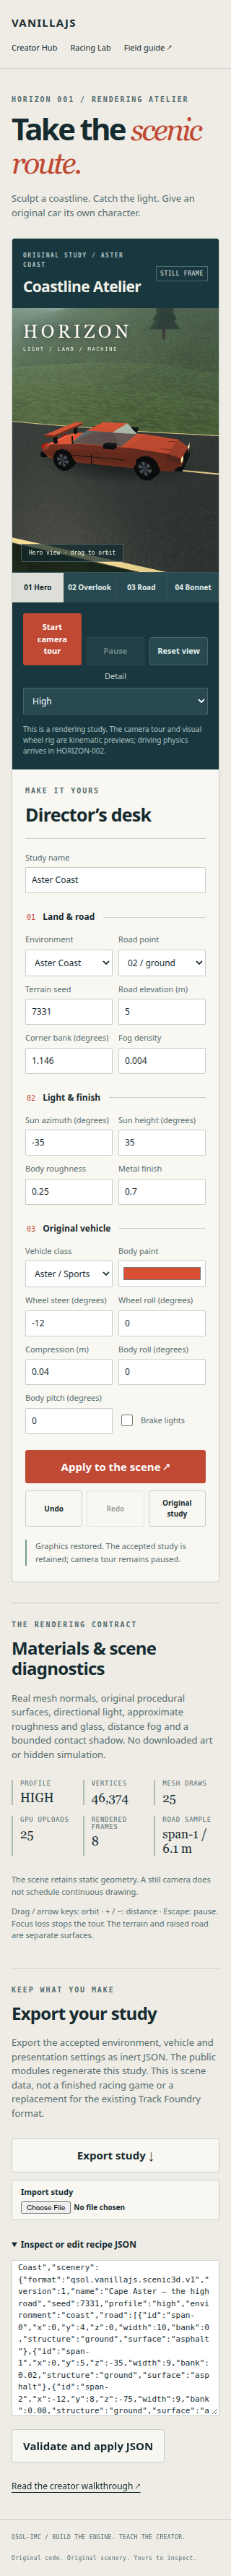 VANILLAJS
Creator Hub Racing Lab Field guide ↗
HORIZON 001 / RENDERING ATELIER
Take the scenic
route.
Sculpt a coastline. Catch the light. Give an
original car its own character.
ORIGINAL STUDY / ASTER
COAST
Coastline Atelier
STILL FRAME
HORIZON
LIGHT / LAND / MACHINE
Hero view · drag to orbit
01 Hero 02 Overlook 03 Road 04 Bonnet
Start
camera
tour
Pause
Reset view
Detail
High
This is a rendering study. The camera tour and visual
wheel rig are kinematic previews; driving physics
arrives in HORIZON-002.
MAKE IT YOURS
Director's desk
Study name
Aster Coast
01 Land & road
Environment Road point
Aster Coast 02 / ground
Terrain seed Road elevation (m)
7331 5
Corner bank (degrees) Fog density
1.146 0.004
02 Light & finish
Sun azimuth (degrees) Sun height (degrees)
-35 35
Body roughness Metal finish
0.25 0.7
03 Original vehicle
Vehicle class Body paint
Aster / Sports
Wheel steer (degrees) Wheel roll (degrees)
-12 0
Compression (m) Body roll (degrees)
0.04 0
Body pitch (degrees)
0 Brake lights
Apply to the scene ↗
Undo Redo Original
study
Graphics restored. The accepted study is
retained; camera tour remains paused.
THE RENDERING CONTRACT
Materials & scene
diagnostics
Real mesh normals, original procedural
surfaces, directional light, approximate
roughness and glass, distance fog and a
bounded contact shadow. No downloaded art
or hidden simulation.
PROFILE VERTICES MESH DRAWS
HIGH 46,374 25
GPU UPLOADS RENDERED
FRAMES ROAD SAMPLE
25 8 span-1 /
6.1 m
The scene retains static geometry. A still camera does
not schedule continuous drawing.
Drag / arrow keys: orbit · + / −: distance · Escape: pause.
Focus loss stops the tour. The terrain and raised road
are separate surfaces.
KEEP WHAT YOU MAKE
Export your study
Export the accepted environment, vehicle and
presentation settings as inert JSON. The public
modules regenerate this study. This is scene
data, not a finished racing game or a
replacement for the existing Track Foundry
format.
Export study ↓
Import study
Choose File No file chosen
▼ Inspect or edit recipe JSON
Coast","scenery":
{"format":"qsol.vanillajs.scenic3d.v1","
version":1,"name":"Cape Aster — the high
road","seed":7331,"profile":"high","envi
ronment":"coast","road":[{"id":"span-
0","x":0,"y":4,"z":0,"width":10,"bank":0
,"structure":"ground","surface":"asphalt
"},{"id":"span-
1","x":0,"y":5,"z":-35,"width":9,"bank":
0.02,"structure":"ground","surface":"asp
halt"},{"id":"span-
2","x":-12,"y":8,"z":-75,"width":9,"bank
":0.08,"structure":"ground","surface":"a
Validate and apply JSON
Read the creator walkthrough ↗
QSOL-IMC / BUILD THE ENGINE. TEACH THE CREATOR.
Original code. Original scenery. Yours to inspect.